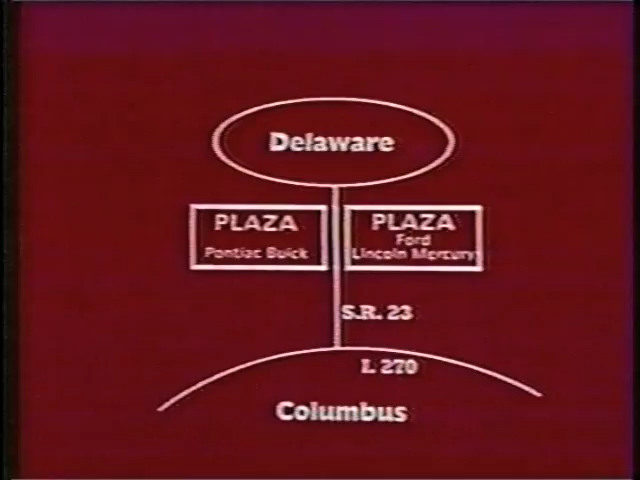 Delaware
PLAZA
Pontiac Buick
PLAZA
Ford
Lincoln Mercury
S.R. 23
I. 270
Columbus